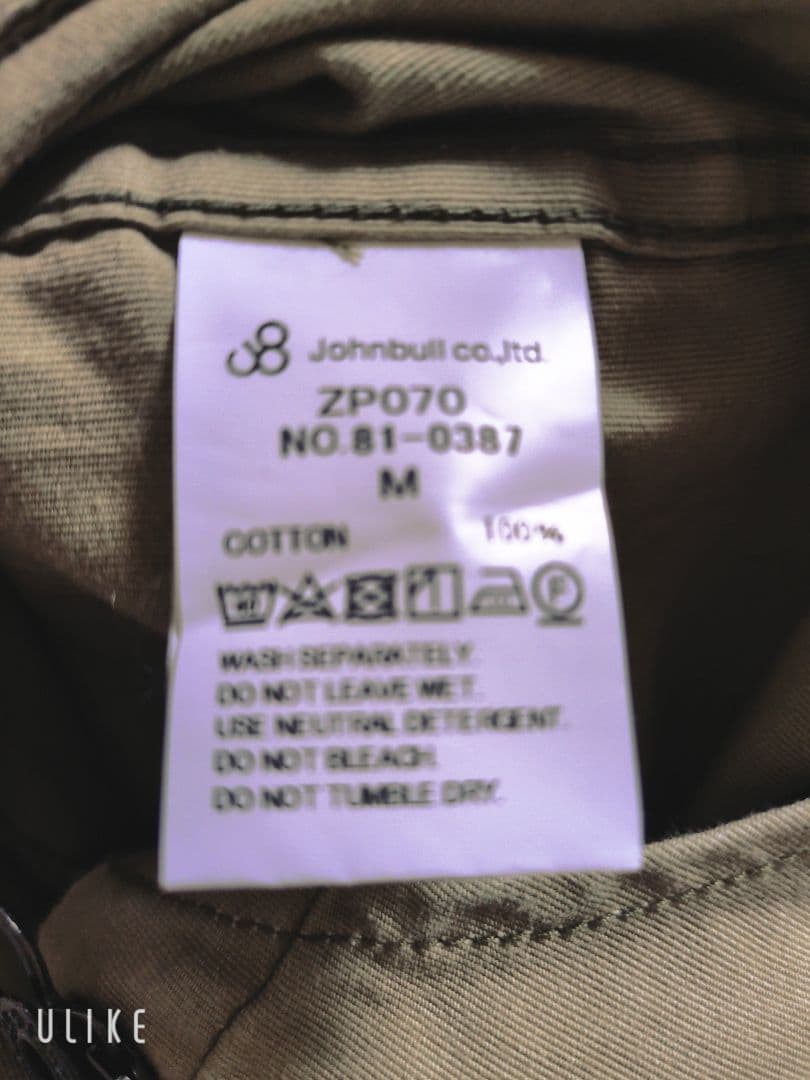 Johnbull co.,ltd.
ZP070
NO.81-0387
M
COTTON 100%
WASH SEPARATELY.
DO NOT LEAVE WET.
USE NEUTRAL DETERGENT.
DO NOT BLEACH.
DO NOT TUMBLE DRY.
ULIKE